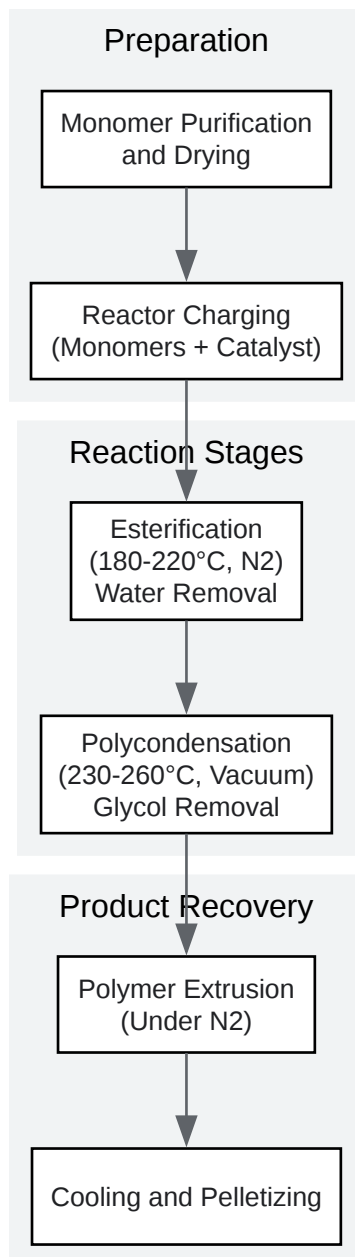 Preparation
Monomer Purification
and Drying
Reactor Charging
(Monomers + Catalyst)
Reaction Stages
Esterification
(180-220°C, N2)
Water Removal
Polycondensation
(230-260°C, Vacuum)
Glycol Removal
Product Recovery
Polymer Extrusion
(Under N2)
Cooling and Pelletizing